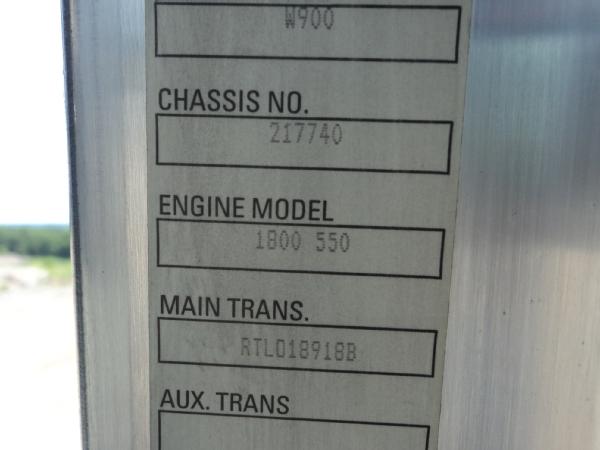 W900
CHASSIS NO.
217740
ENGINE MODEL
1800 550
MAIN TRANS.
RTLO18918B
AUX. TRANS